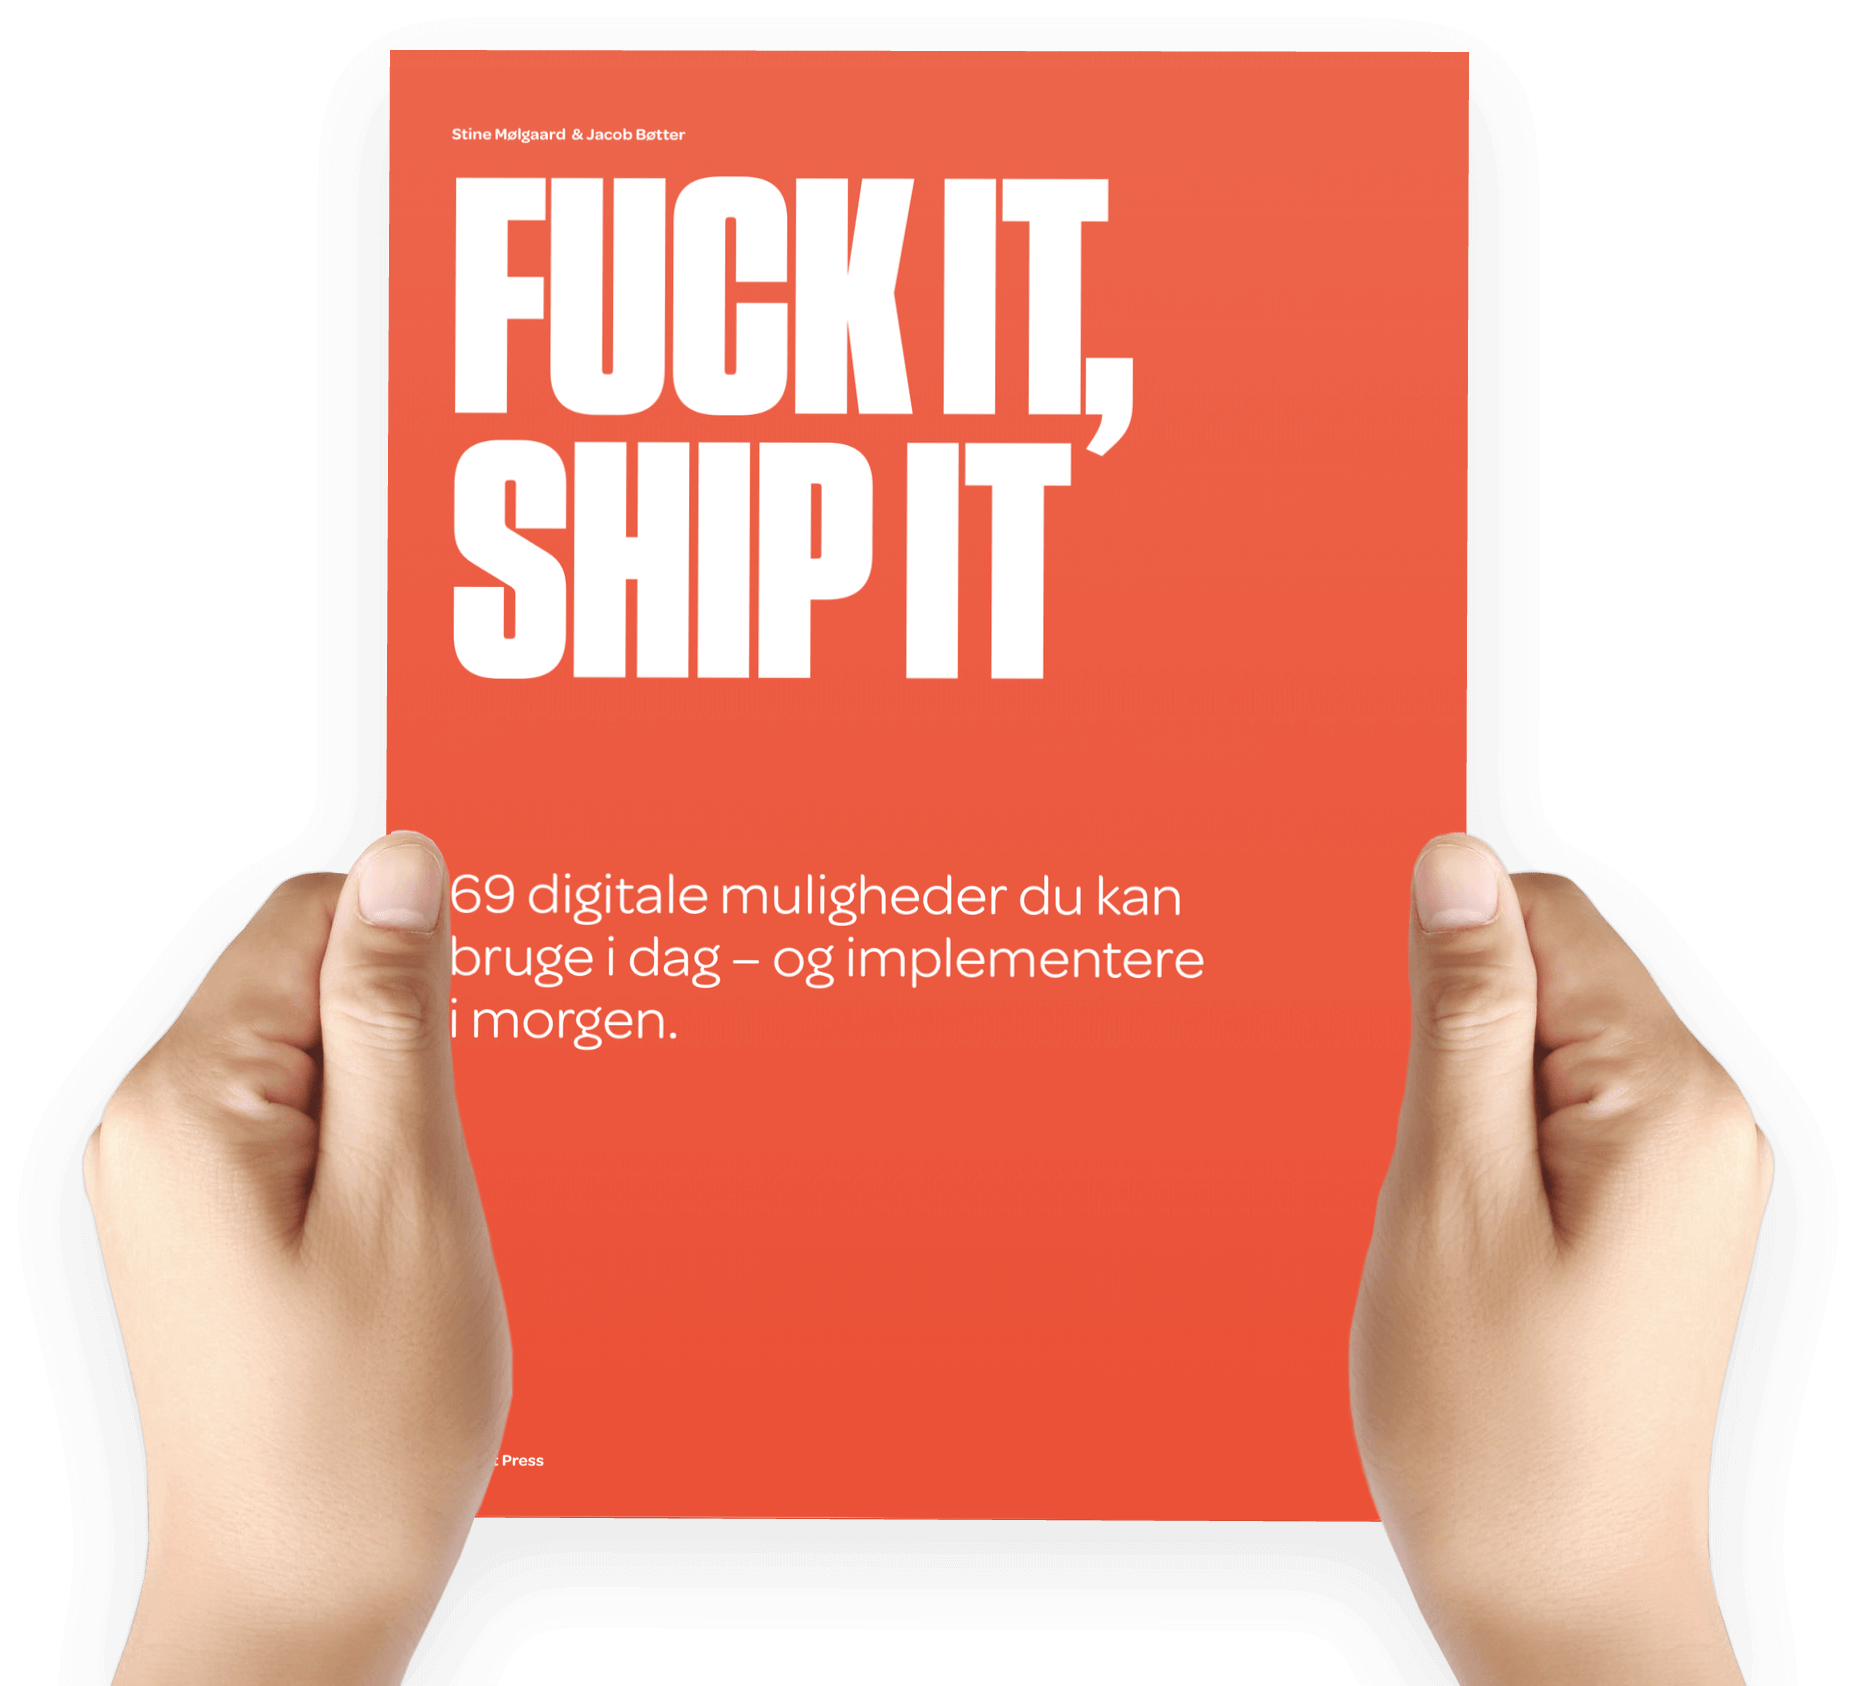 Stine Mølgaard & Jacob Bøtter
FUCK IT,
SHIP IT
69 digitale muligheder du kan
bruge i dag – og implementere
i morgen.
Press